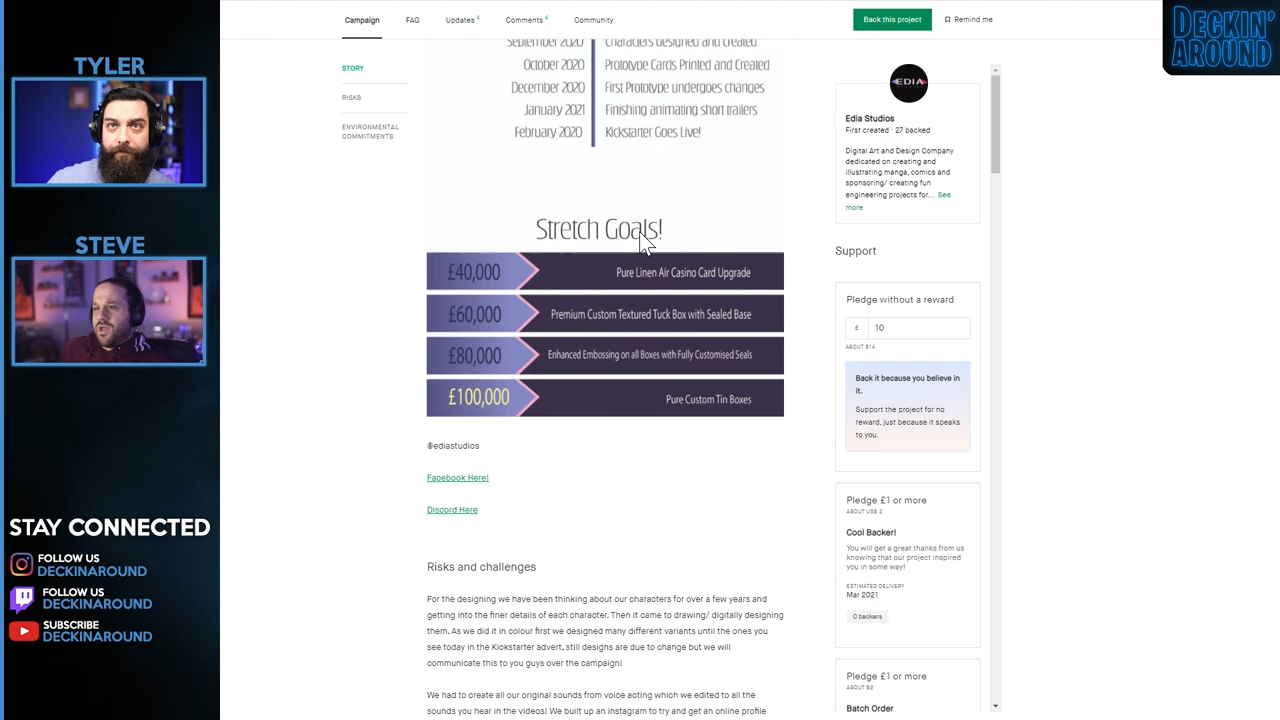 Campaign
FAQ
Updates
Comments
Community
Back this project
Remind me
DECKIN'
AROUND
TYLER
STEVE
STAY CONNECTED
FOLLOW US
DECKINAROUND
FOLLOW US
DECKINAROUND
SUBSCRIBE
DECKINAROUND
STORY
RISKS
ENVIRONMENTAL
COMMITMENTS
September 2020 Characters designed and created
October 2020 Prototype Cards Printed and Created
December 2020 First Prototype undergoes changes
January 2021 Finishing animating short trailers
February 2020 Kickstarter Goes Live!
Stretch Goals!
£40,000 Pure Linen Air Casino Card Upgrade
£60,000 Premium Custom Textured Tuck Box with Sealed Base
£80,000 Enhanced Embossing on all Boxes with Fully Customised Seals
£100,000 Pure Custom Tin Boxes
@ediastudios
Facebook Here!
Discord Here
Risks and challenges
For the designing we have been thinking about our characters for over a few years and
getting into the finer details of each character. Then it came to drawing/ digitally designing
them. As we did it in colour first we designed many different variants until the ones you
see today in the Kickstarter advert, still designs are due to change but we will
communicate this to you guys over the campaign!
We had to create all our original sounds from voice acting which we edited to all the
sounds you hear in the videos! We built up an instagram to try and get an online profile
EDIA
Edia Studios
First created · 27 backed
Digital Art and Design Company
dedicated on creating and
illustrating manga, comics and
sponsoring/ creating fun
engineering projects for... See
more
Support
Pledge without a reward
£ 10
ABOUT $14
Back it because you believe in
it.
Support the project for no
reward, just because it speaks
to you.
Pledge £1 or more
ABOUT US$ 2
Cool Backer!
You will get a great thanks from us
knowing that our project inspired
you in some way!
ESTIMATED DELIVERY
Mar 2021
0 backers
Pledge £1 or more
ABOUT $2
Batch Order